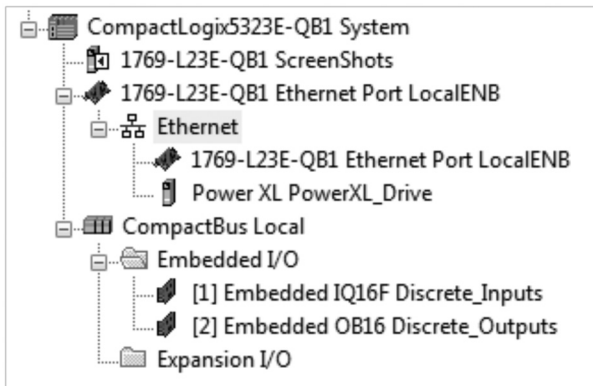 CompactLogix5323E-QB1 System
1769-L23E-QB1 ScreenShots
1769-L23E-QB1 Ethernet Port LocalENB
Ethernet
1769-L23E-QB1 Ethernet Port LocalENB
Power XL PowerXL_Drive
CompactBus Local
Embedded I/O
[1] Embedded IQ16F Discrete_Inputs
[2] Embedded OB16 Discrete_Outputs
Expansion I/O